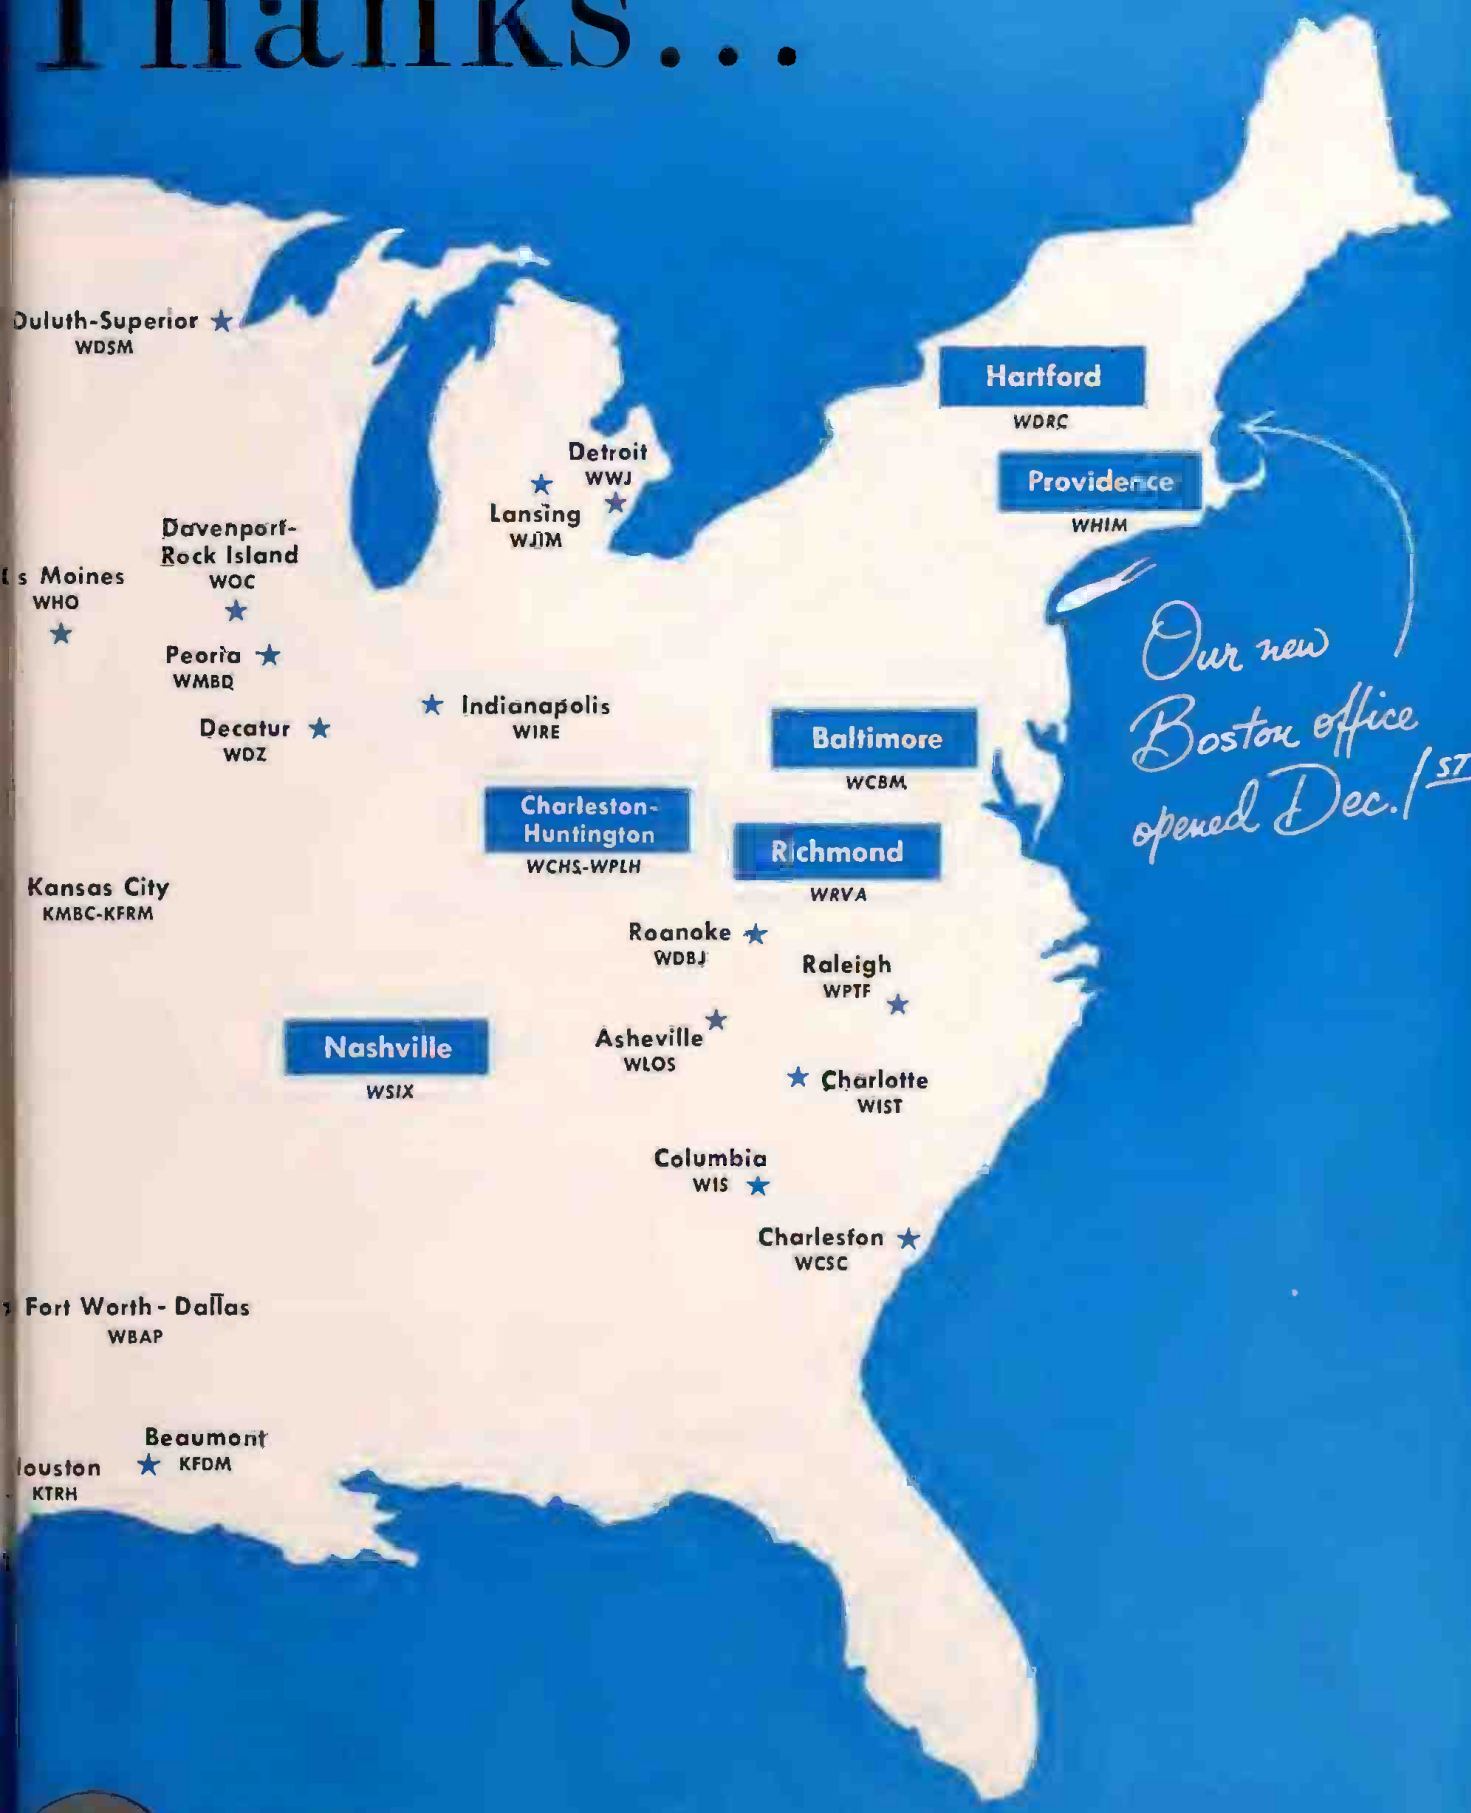 Thanks...
Duluth-Superior
WDSM
Hartford
WDRC
Detroit
WWJ
Providence
WHIM
Lansing
WJIM
Davenport-
Rock Island
WOC
s Moines
WHO
Peoria
WMBD
Indianapolis
WIRE
Decatur
WDZ
Our new
Boston office
opened Dec. 1ST
Baltimore
WCBM
Charleston-
Huntington
WCHS-WPLH
Richmond
WRVA
Kansas City
KMBC-KFRM
Roanoke
WDBJ
Raleigh
WPTF
Asheville
WLOS
Nashville
WSIX
Charlotte
WIST
Columbia
WIS
Charleston
WCSC
Fort Worth - Dallas
WBAP
Beaumont
KFDM
ouston
KTRH